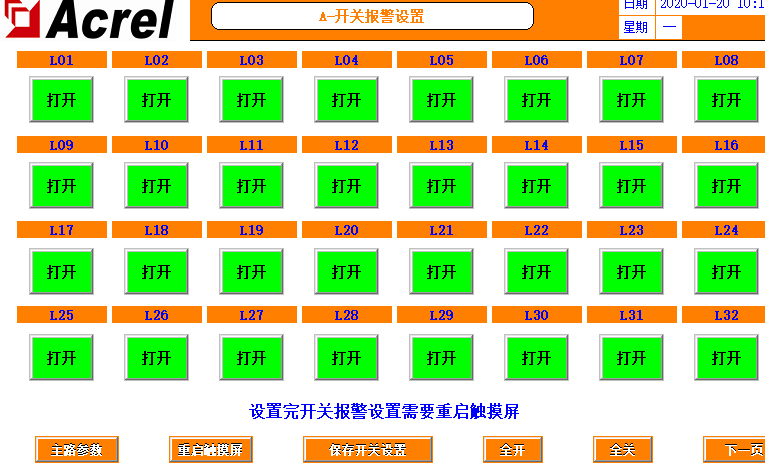 Acrel
A-开关报警设置
日期 2020-01-20 10:1
星期 一
L01 L02 L03 L04 L05 L06 L07 L08
打开 打开 打开 打开 打开 打开 打开 打开
L09 L10 L11 L12 L13 L14 L15 L16
打开 打开 打开 打开 打开 打开 打开 打开
L17 L18 L19 L20 L21 L22 L23 L24
打开 打开 打开 打开 打开 打开 打开 打开
L25 L26 L27 L28 L29 L30 L31 L32
打开 打开 打开 打开 打开 打开 打开 打开
设置完开关报警设置需要重启触摸屏
主路参数 重启触摸屏 保存开关设置 全开 全关 下一页